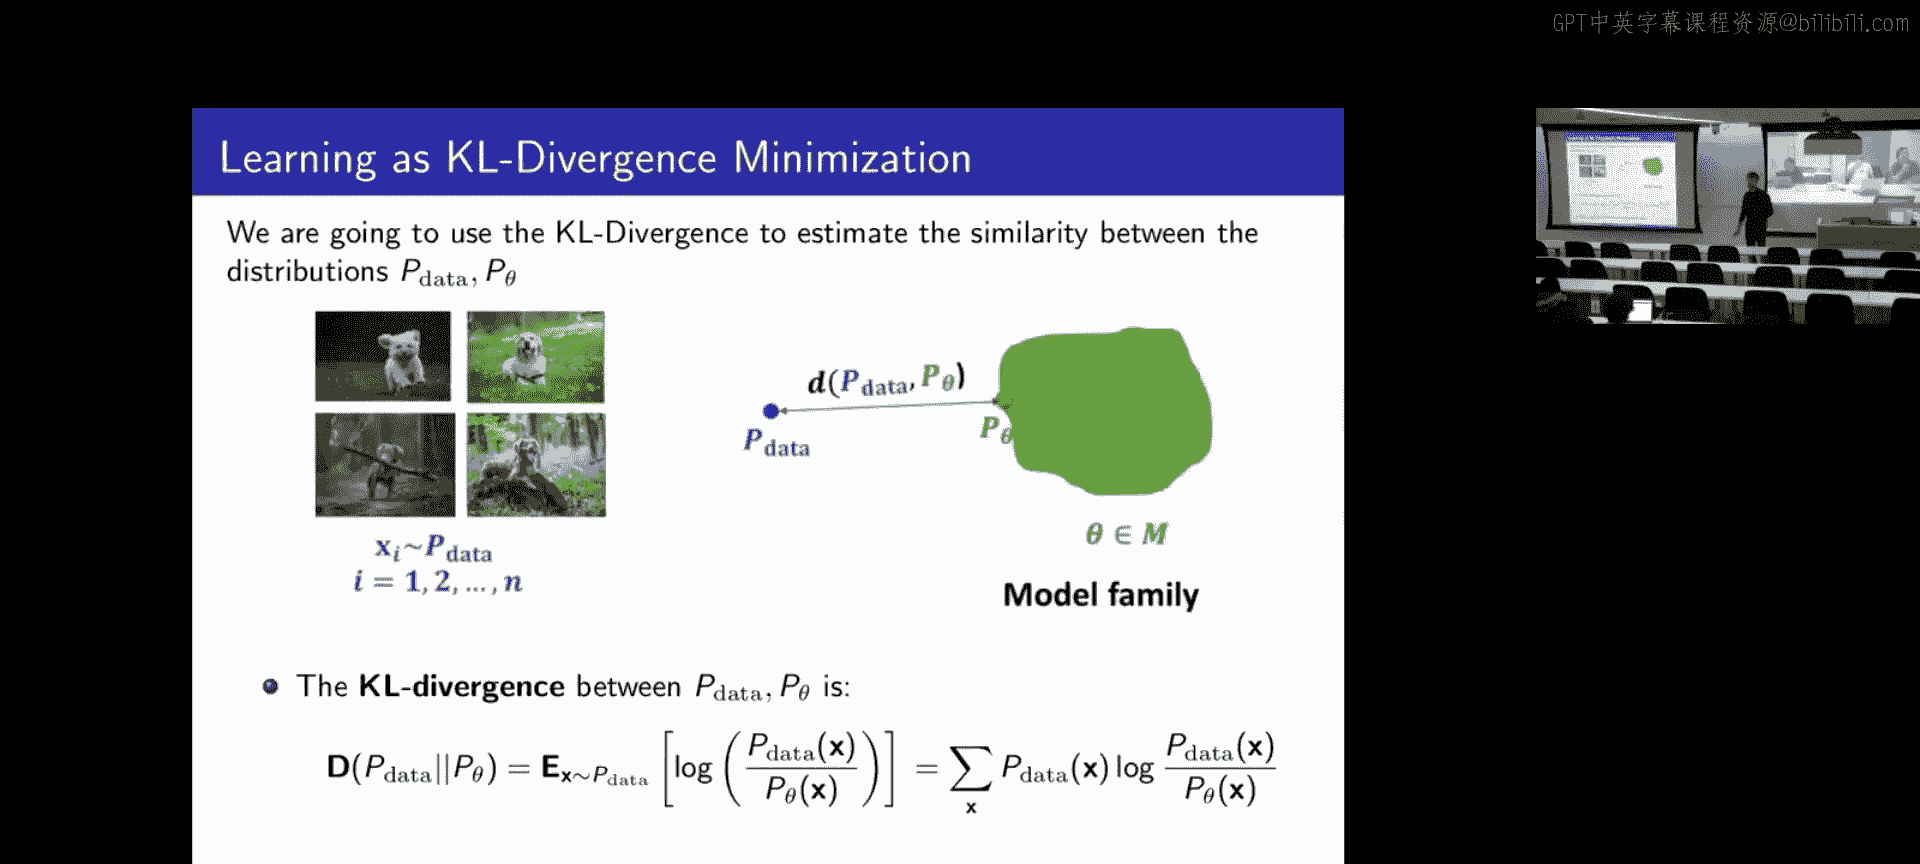 GPT中英字幕课程资源@bilibili.com
Learning as KL-Divergence Minimization
We are going to use the KL-Divergence to estimate the similarity between the
distributions P_data, P_θ
d(P_data, P_θ)
P_data
P_θ
x_i~P_data
i = 1, 2, ..., n
θ ∈ M
Model family
The KL-divergence between P_data, P_θ is:
D(P_data||P_θ) = E_x∼P_data [log (P_data(x) / P_θ(x))] = ∑_x P_data(x) log P_data(x) / P_θ(x)